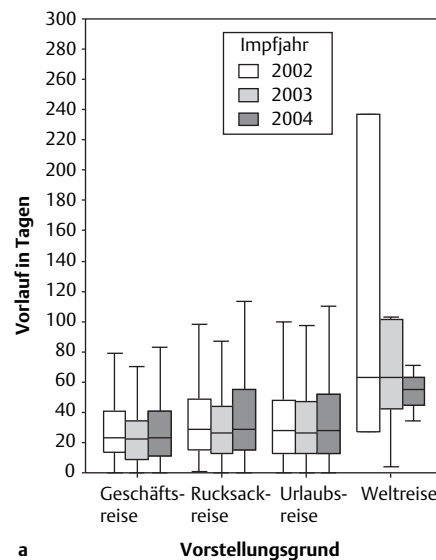 300
280
260
240
220
200
180
160
140
120
100
80
60
40
20
0
Vorlauf in Tagen
Impfjahr
2002
2003
2004
Geschäfts-
reise
Rucksack-
reise
Urlaubs-
reise
Weltreise
a
Vorstellungsgrund